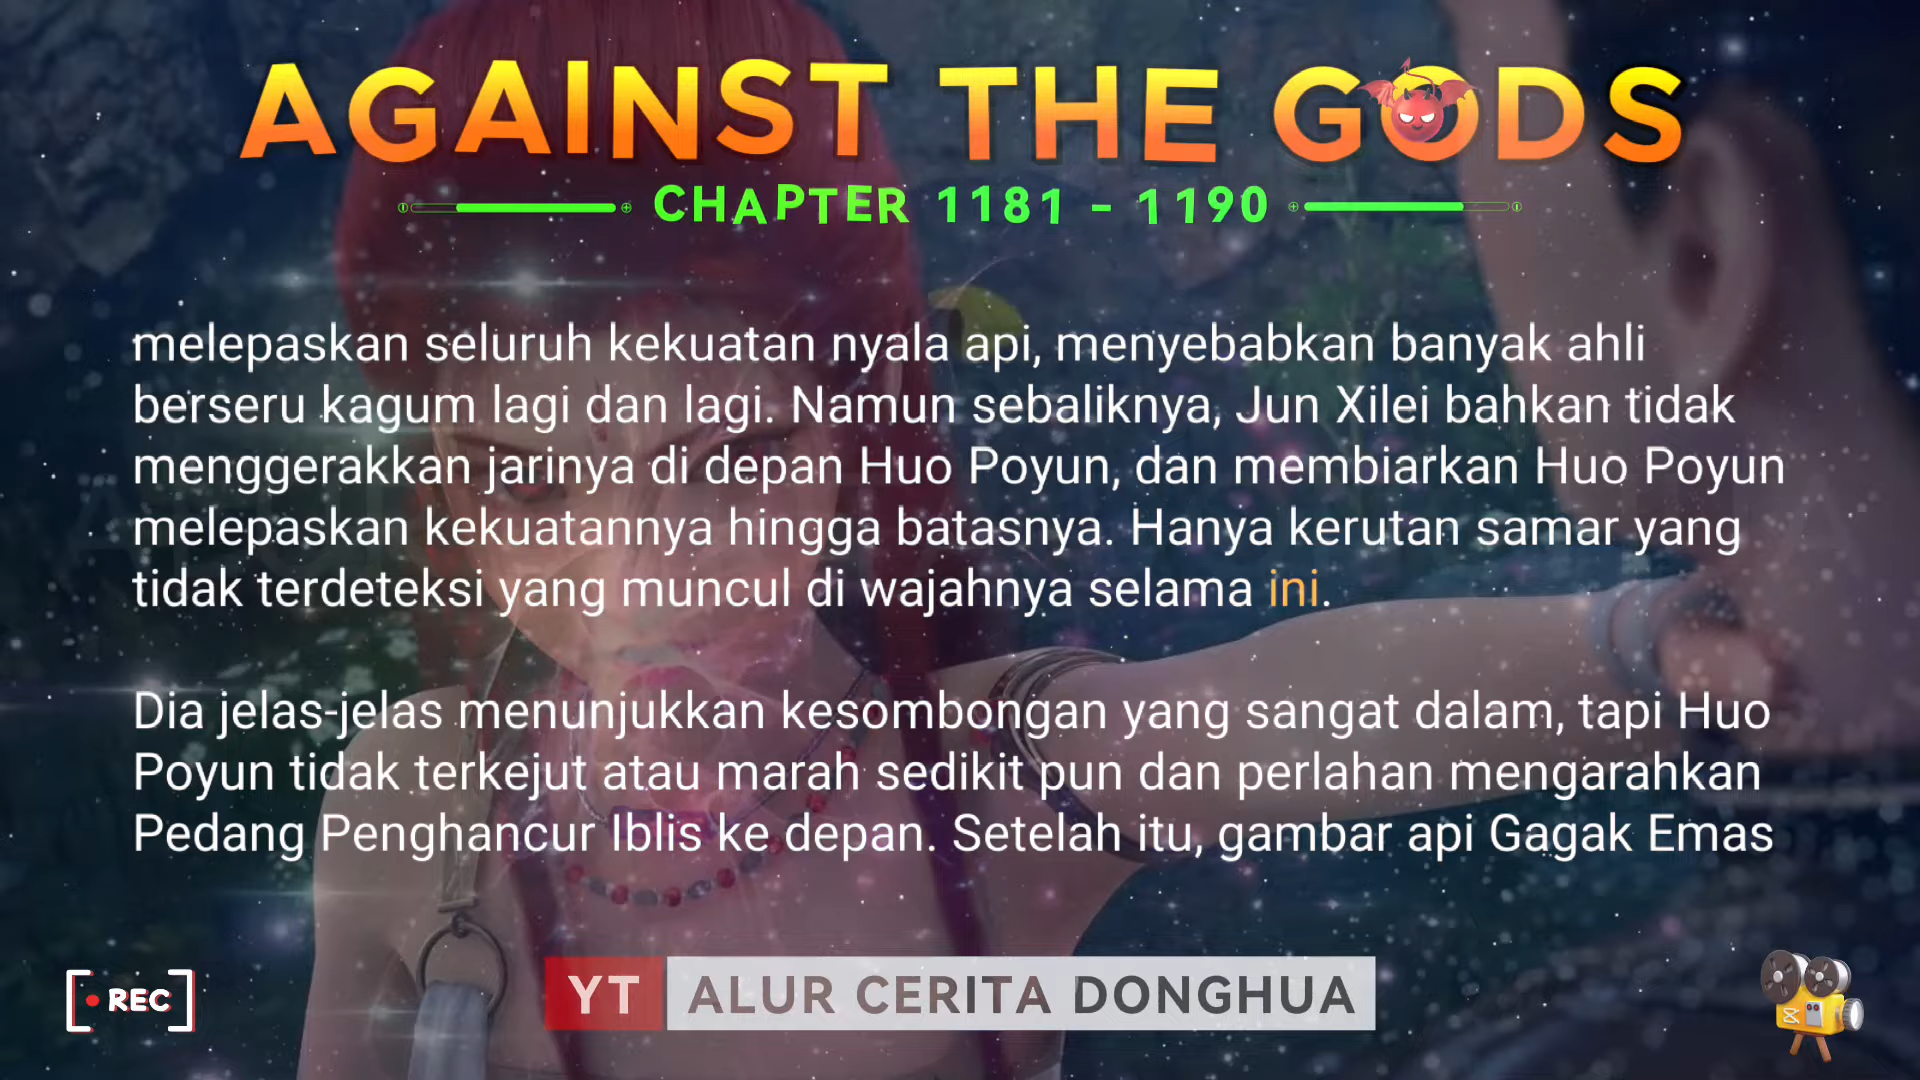 AGAINST THE GODS
CHAPTER 1181 - 1190
melepaskan seluruh kekuatan nyala api, menyebabkan banyak ahli
berseru kagum lagi dan lagi. Namun sebaliknya, Jun Xilei bahkan tidak
menggerakkan jarinya di depan Huo Poyun, dan membiarkan Huo Poyun
melepaskan kekuatannya hingga batasnya. Hanya kerutan samar yang
tidak terdeteksi yang muncul di wajahnya selama ini.
Dia jelas-jelas menunjukkan kesombongan yang sangat dalam, tapi Huo
Poyun tidak terkejut atau marah sedikit pun dan perlahan mengarahkan
Pedang Penghancur Iblis ke depan. Setelah itu, gambar api Gagak Emas
REC
YT ALUR CERITA DONGHUA